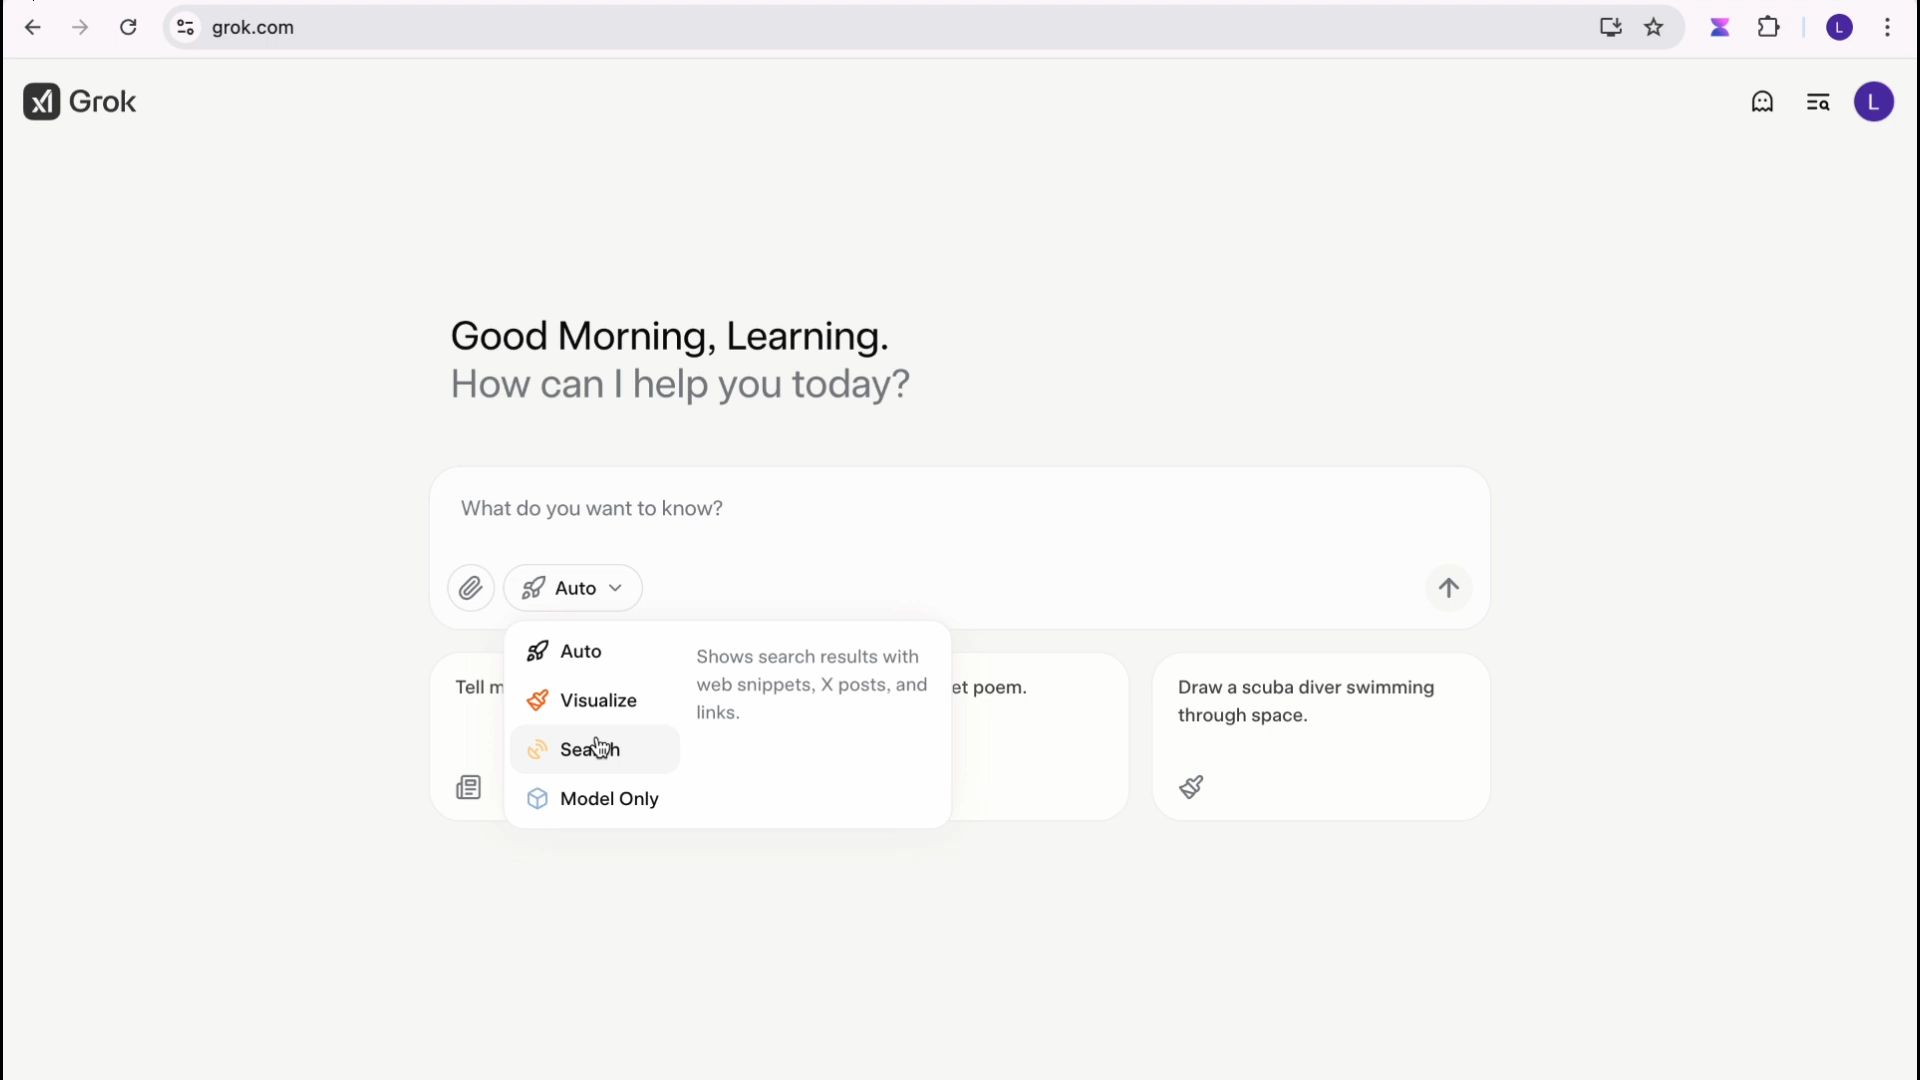 grok.com
L
xI Grok
L
Good Morning, Learning.
How can I help you today?
What do you want to know?
Auto
Auto
Visualize
Search
Model Only
Shows search results with
web snippets, X posts, and
links.
Tell
poem.
Draw a scuba diver swimming
through space.